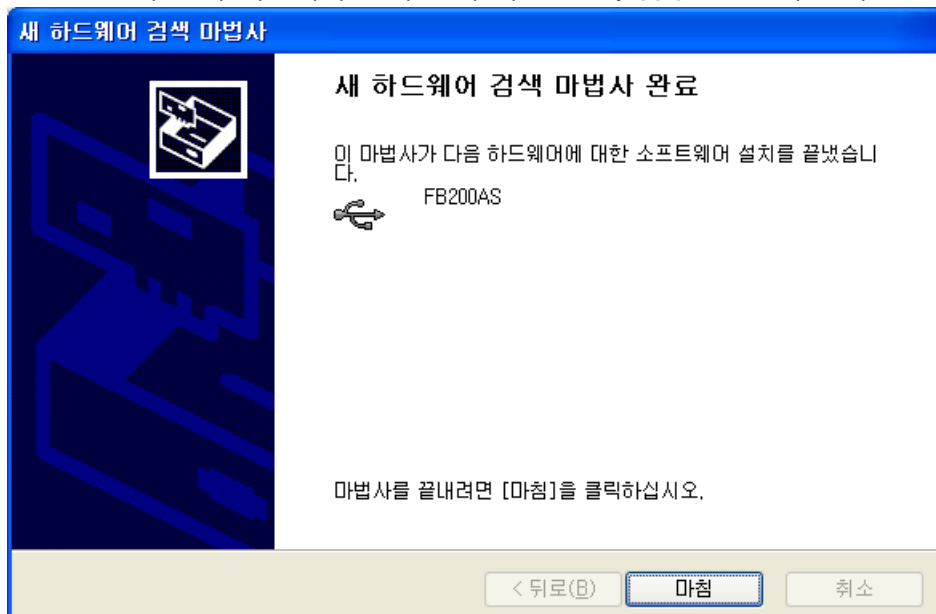 새 하드웨어 검색 마법사
새 하드웨어 검색 마법사 완료
이 마법사가 다음 하드웨어에 대한 소프트웨어 설치를 끝냈습니
다.
FB200AS
마법사를 끝내려면 [마침]을 클릭하십시오.
< 뒤로(B)
마침
취소